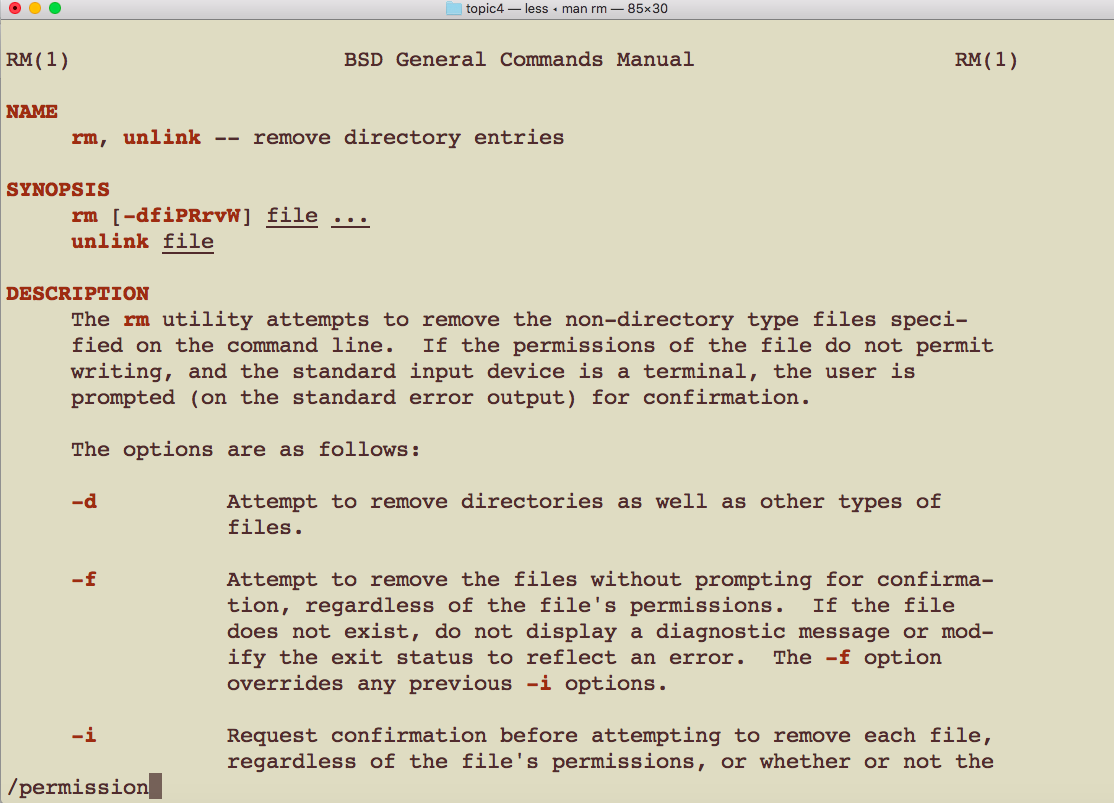 topic4 — less ◂ man rm — 85×30
RM(1) BSD General Commands Manual RM(1)
NAME
rm, unlink -- remove directory entries
SYNOPSIS
rm [-dfiPRrvW] file ...
unlink file
DESCRIPTION
The rm utility attempts to remove the non-directory type files speci-
fied on the command line.  If the permissions of the file do not permit
writing, and the standard input device is a terminal, the user is
prompted (on the standard error output) for confirmation.
The options are as follows:
-d Attempt to remove directories as well as other types of
files.
-f Attempt to remove the files without prompting for confirma-
tion, regardless of the file's permissions.  If the file
does not exist, do not display a diagnostic message or mod-
ify the exit status to reflect an error.  The -f option
overrides any previous -i options.
-i Request confirmation before attempting to remove each file,
regardless of the file's permissions, or whether or not the
/permission